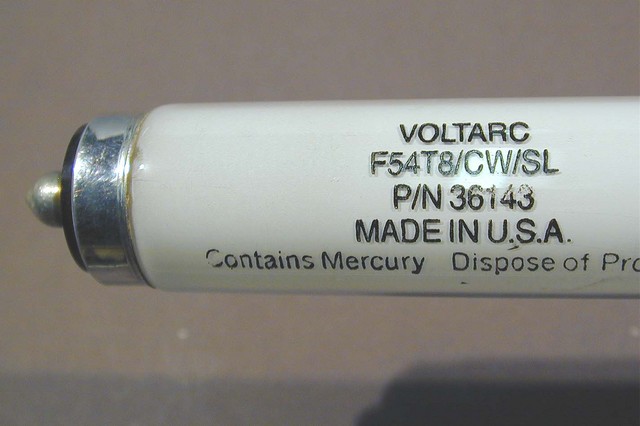 VOLTARC
F54T8/CW/SL
P/N 36143
MADE IN U.S.A.
Contains Mercury Dispose of